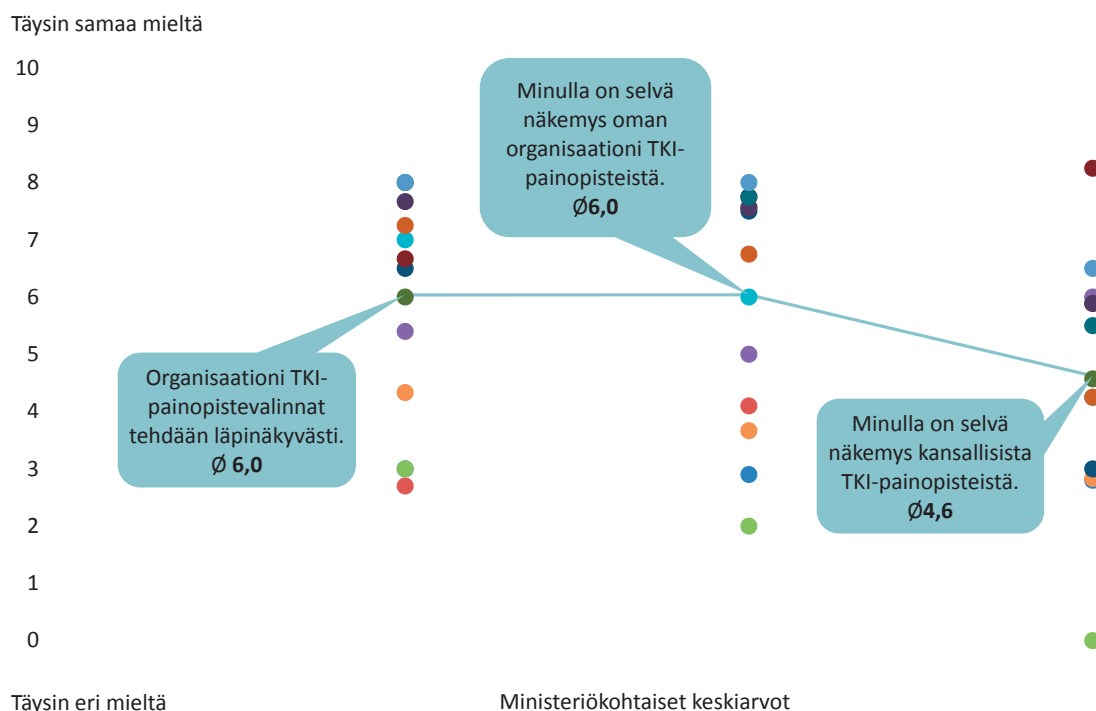 Täysin samaa mieltä
10
9
8
7
6
5
4
3
2
1
0
Minulla on selvä
näkemys oman
organisaationi TKI-
painopisteistä.
Ø6,0
Organisaationi TKI-
painopistevalinnat
tehdään läpinäkyvästi.
Ø 6,0
Minulla on selvä
näkemys kansallisista
TKI-painopisteistä.
Ø4,6
Täysin eri mieltä
Ministeriökohtaiset keskiarvot